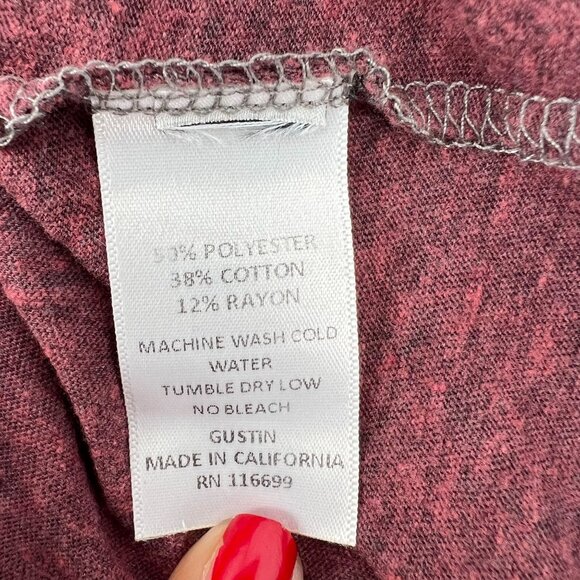 50% POLYESTER
38% COTTON
12% RAYON
MACHINE WASH COLD
WATER
TUMBLE DRY LOW
NO BLEACH
GUSTIN
MADE IN CALIFORNIA
RN 116699